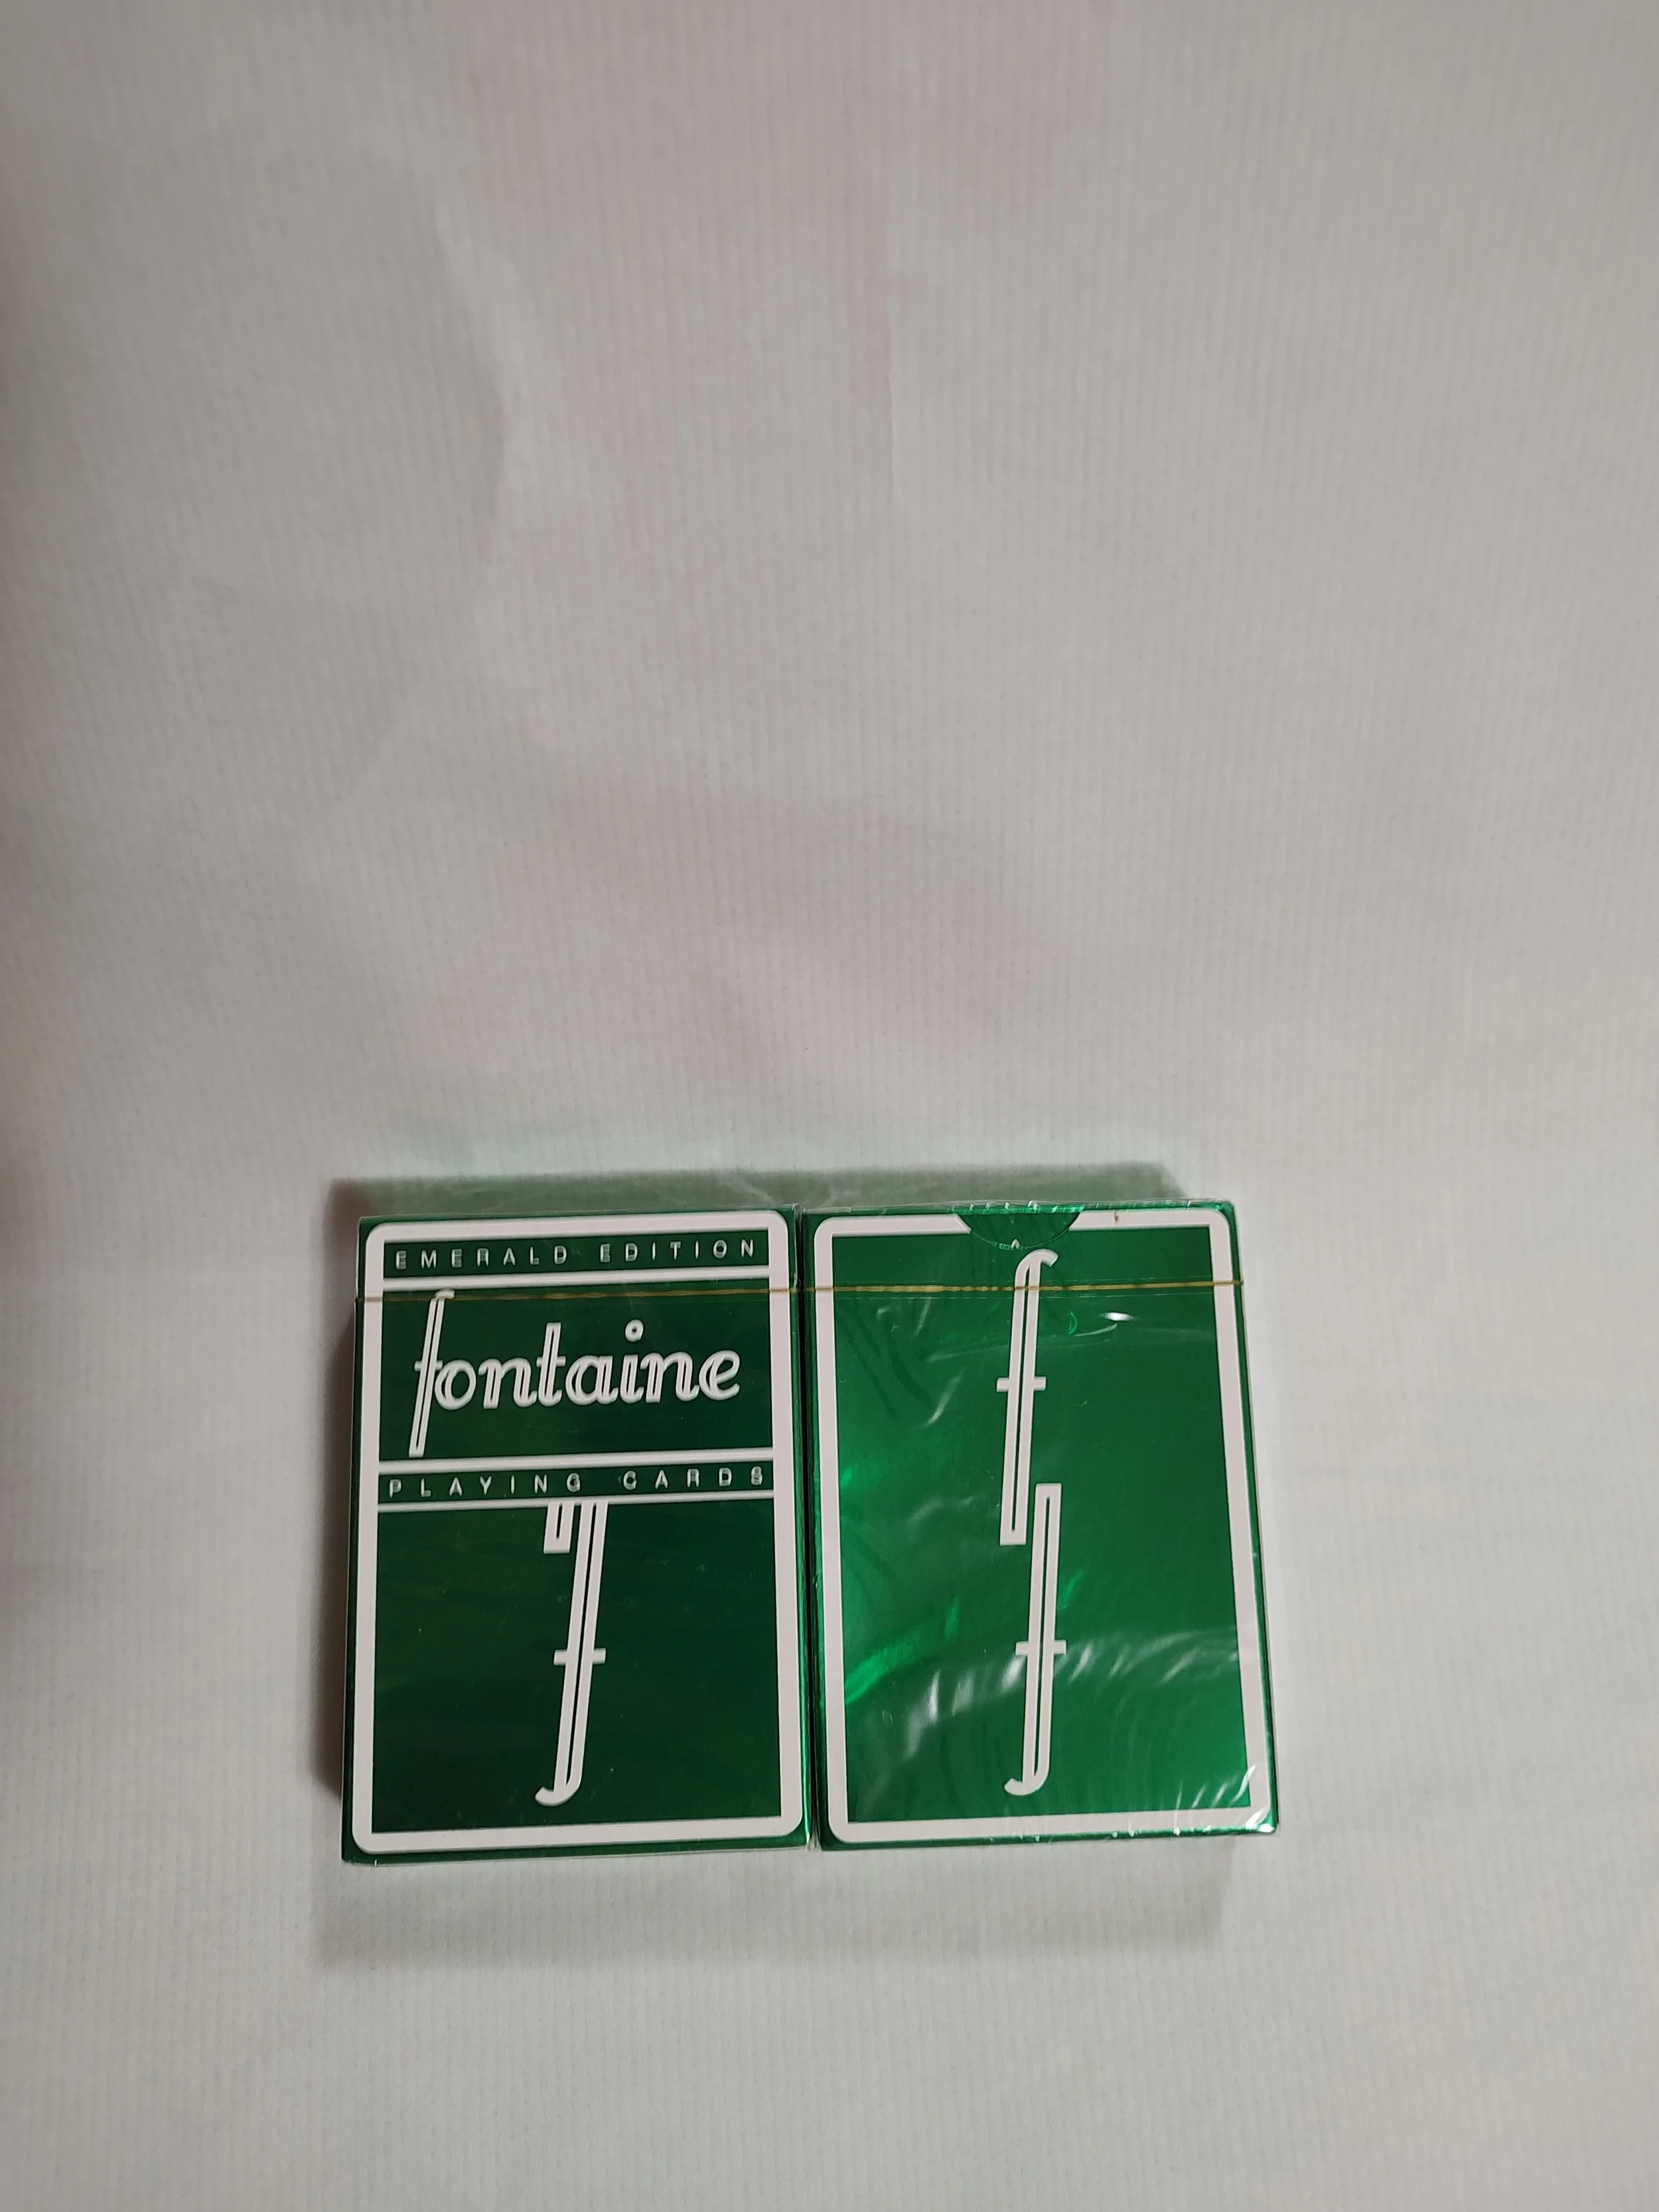 EMERALD EDITION
fontaine
PLAYING CARDS
f
f
f